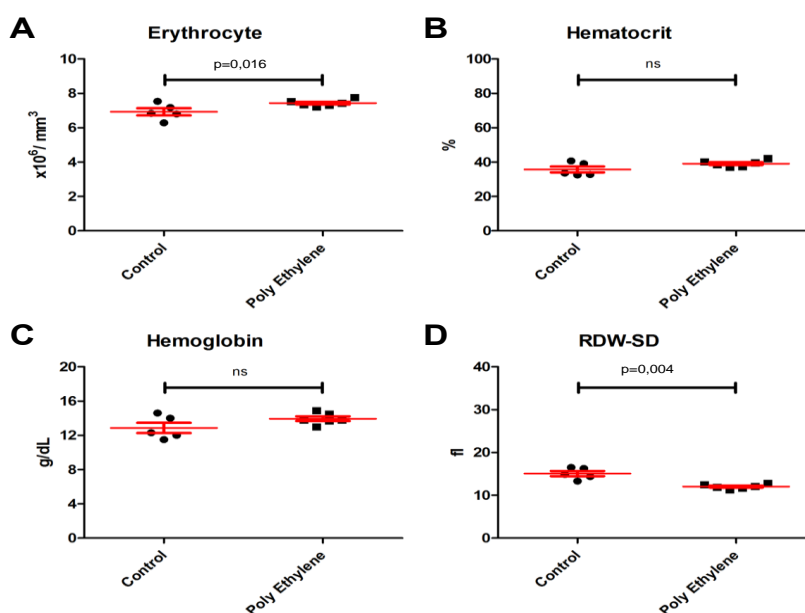 A
Erythrocyte
p=0,016
10
8
6
4
2
0
x10⁶/ mm³
Control
Poly Ethylene
B
Hematocrit
ns
100
80
60
40
20
0
%
Control
Poly Ethylene
C
Hemoglobin
ns
20
16
12
8
4
0
g/dL
Control
Poly Ethylene
D
RDW-SD
p=0,004
40
30
20
10
0
fl
Control
Poly Ethylene